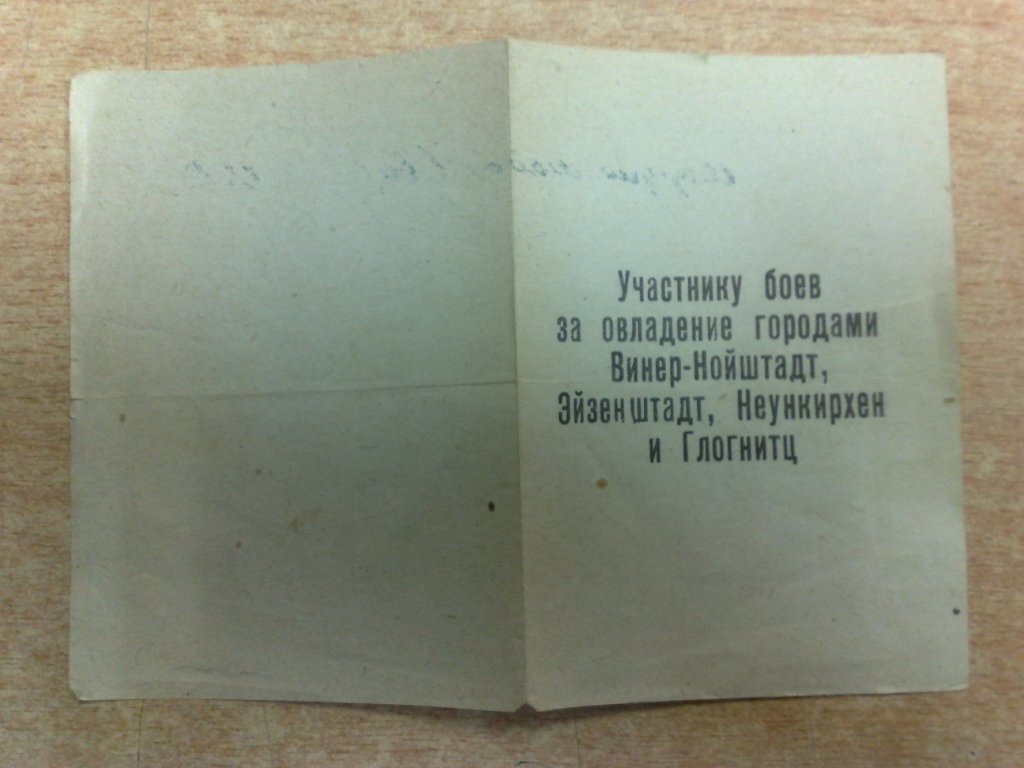 Участнику боев
за овладение городами
Винер-Нойштадт,
Эйзенштадт, Неункирхен
и Глогнитц